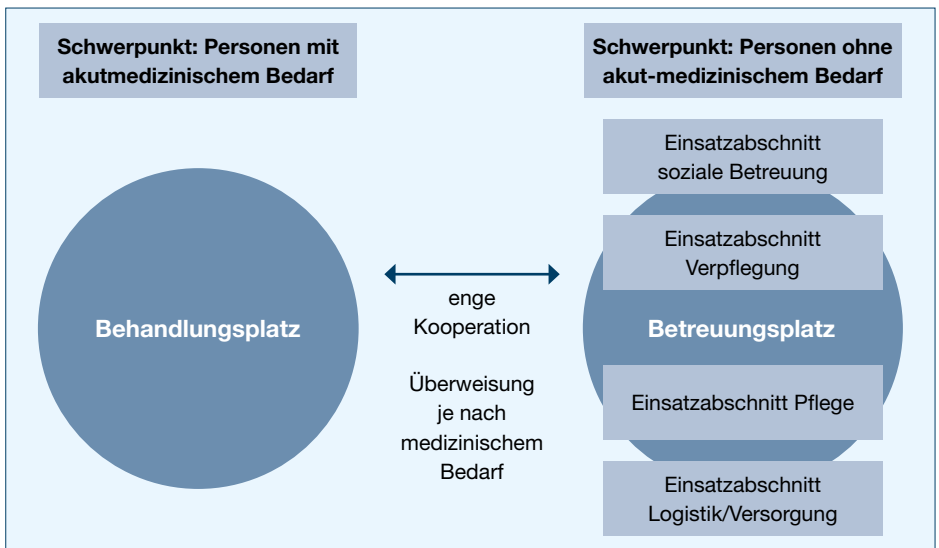 Schwerpunkt: Personen mit
akutmedizinischem Bedarf
Schwerpunkt: Personen ohne
akut-medizinischem Bedarf
Behandlungsplatz
enge
Kooperation
Überweisung
je nach
medizinischem
Bedarf
Einsatzabschnitt
soziale Betreuung
Einsatzabschnitt
Verpflegung
Betreuungsplatz
Einsatzabschnitt Pflege
Einsatzabschnitt
Logistik/Versorgung